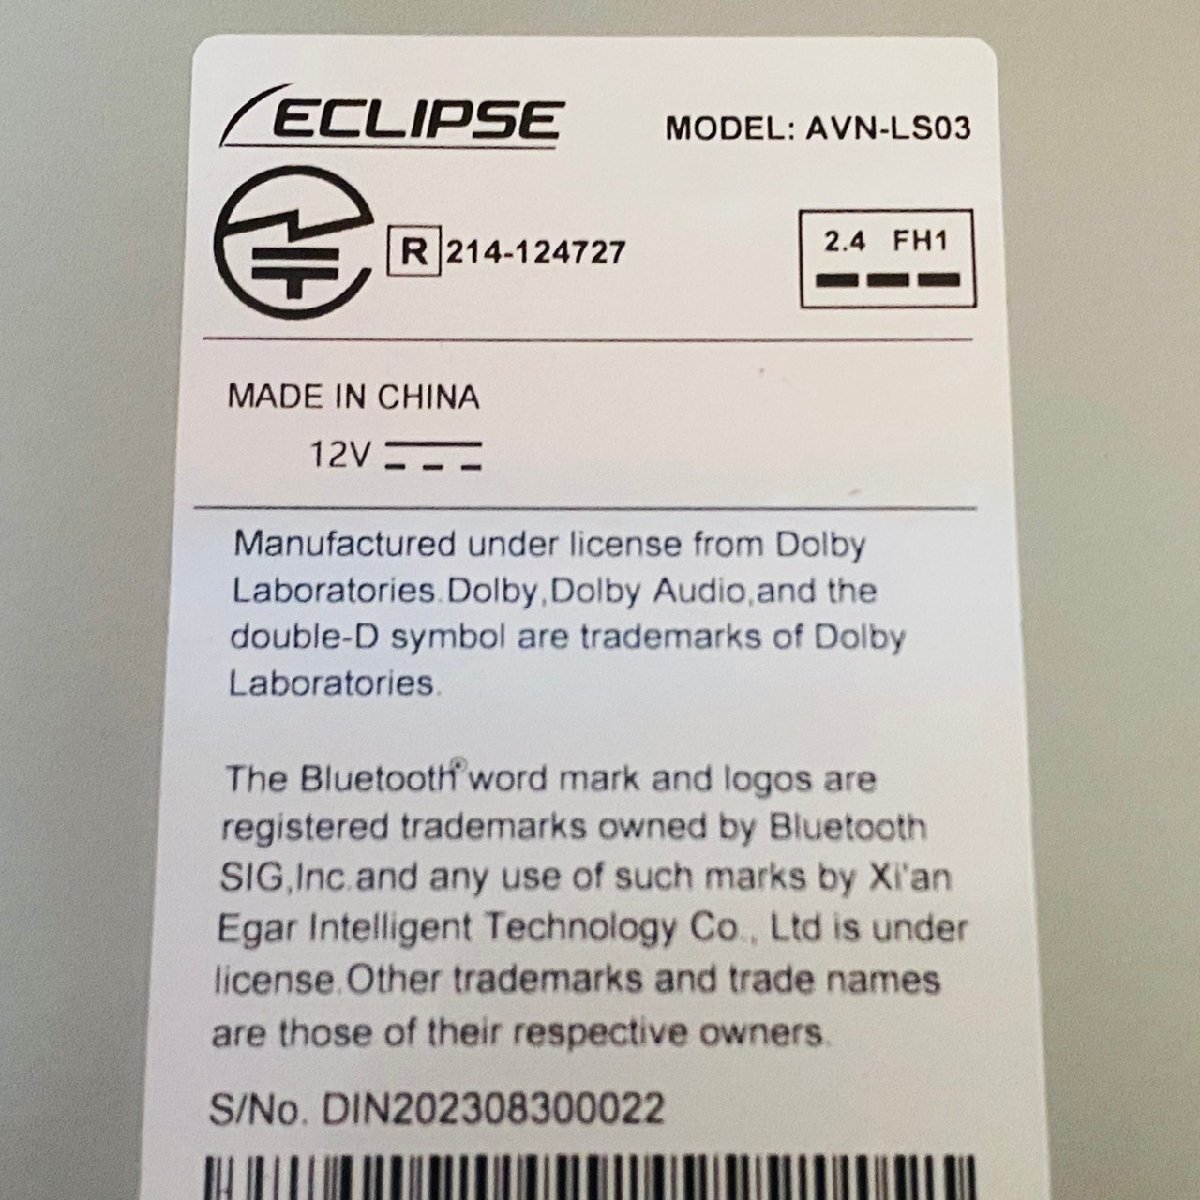 ECLIPSE
MODEL: AVN-LS03
R 214-124727
2.4 FH1
MADE IN CHINA
12V
Manufactured under license from Dolby
Laboratories.Dolby,Dolby Audio,and the
double-D symbol are trademarks of Dolby
Laboratories.
The Bluetooth® word mark and logos are
registered trademarks owned by Bluetooth
SIG,Inc.and any use of such marks by Xi'an
Egar Intelligent Technology Co., Ltd is under
license.Other trademarks and trade names
are those of their respective owners.
S/No. DIN202308300022